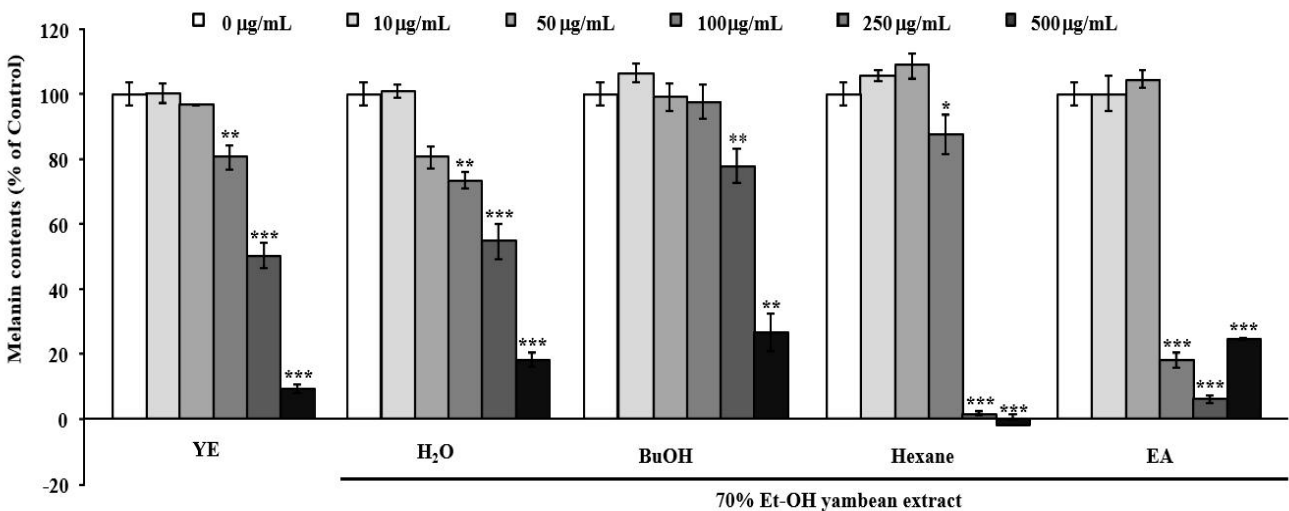 0 µg/mL 10 µg/mL 50 µg/mL 100µg/mL 250 µg/mL 500µg/mL
Melanin contents (% of Control)
120
100
80
60
40
20
0
-20
** *** ***
** *** ***
** **
* *** ***
*** *** ***
YE H₂O BuOH Hexane EA
70% Et-OH yambean extract